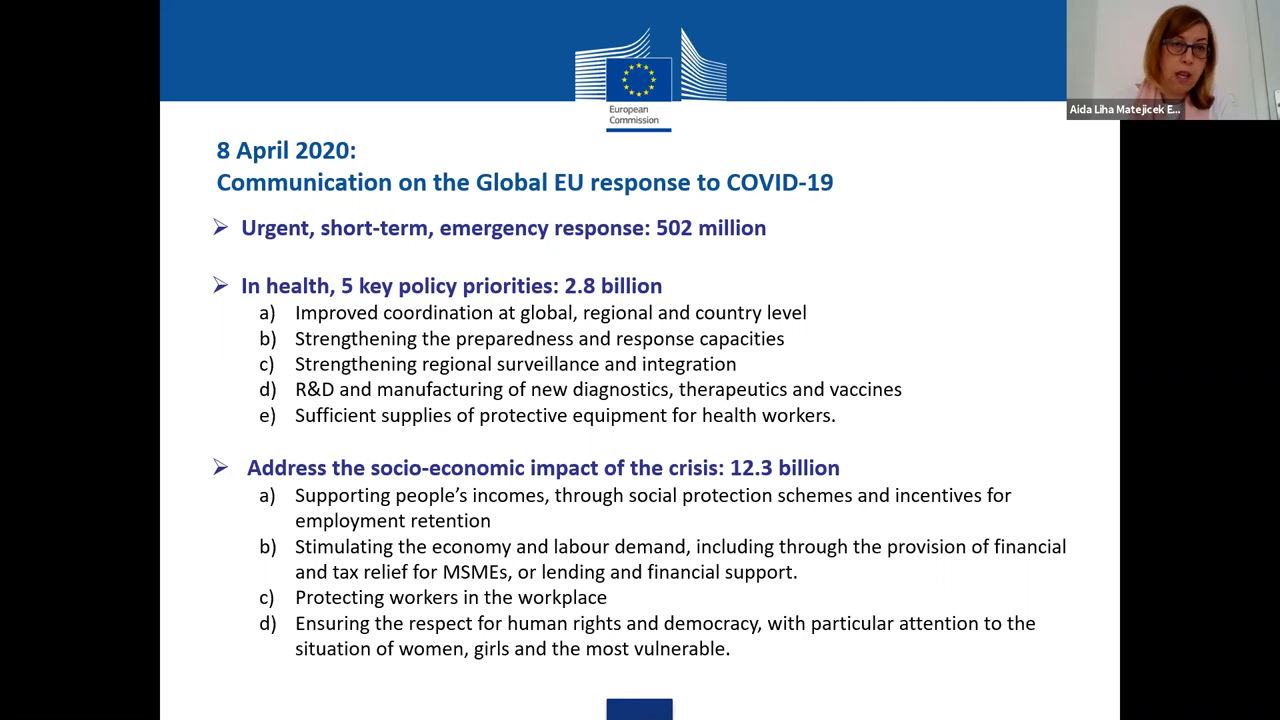 European
Commission
Aida Liha Matejicek E...
8 April 2020:
Communication on the Global EU response to COVID-19
➢ Urgent, short-term, emergency response: 502 million
➢ In health, 5 key policy priorities: 2.8 billion
a) Improved coordination at global, regional and country level
b) Strengthening the preparedness and response capacities
c) Strengthening regional surveillance and integration
d) R&D and manufacturing of new diagnostics, therapeutics and vaccines
e) Sufficient supplies of protective equipment for health workers.
➢ Address the socio-economic impact of the crisis: 12.3 billion
a) Supporting people’s incomes, through social protection schemes and incentives for
employment retention
b) Stimulating the economy and labour demand, including through the provision of financial
and tax relief for MSMEs, or lending and financial support.
c) Protecting workers in the workplace
d) Ensuring the respect for human rights and democracy, with particular attention to the
situation of women, girls and the most vulnerable.